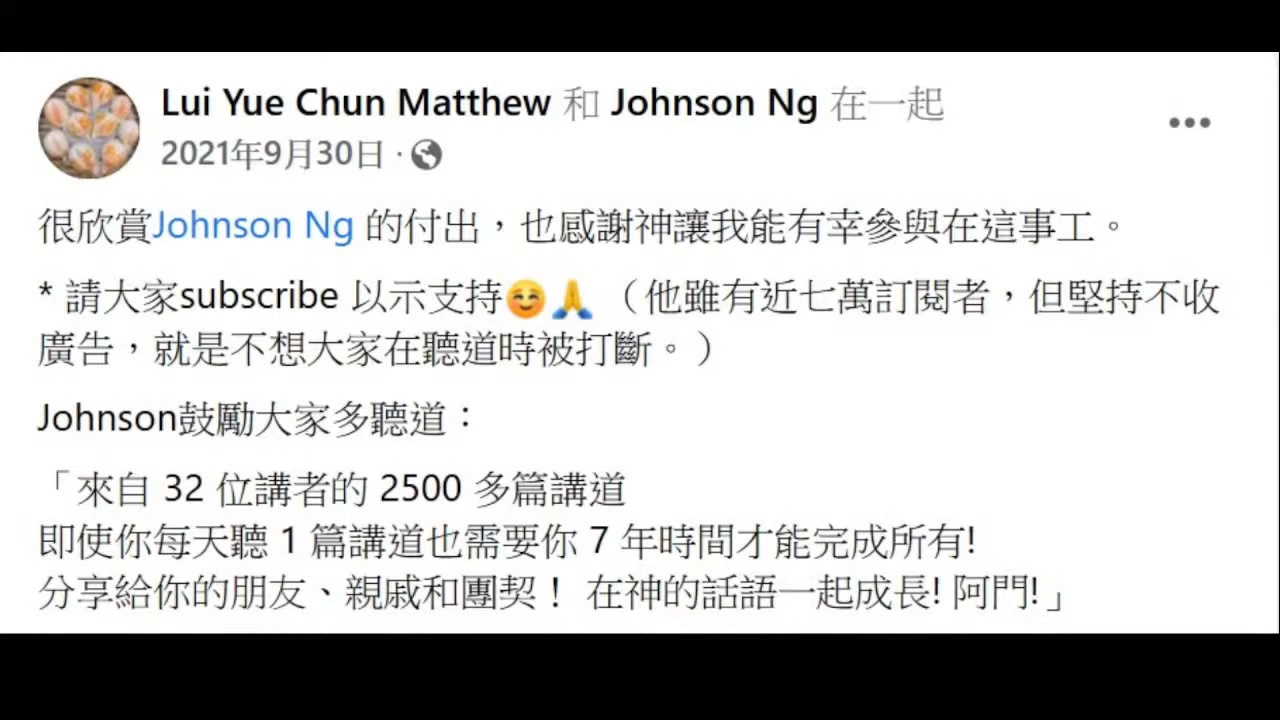 Lui Yue Chun Matthew 和 Johnson Ng 在一起
2021年9月30日 ·
很欣賞Johnson Ng 的付出，也感謝神讓我能有幸參與在這事工。
* 請大家subscribe 以示支持☺️🙏（他雖有近七萬訂閱者，但堅持不收
廣告，就是不想大家在聽道時被打斷。）
Johnson鼓勵大家多聽道：
「來自 32 位講者的 2500 多篇講道
即使你每天聽 1 篇講道也需要你 7 年時間才能完成所有!
分享給你的朋友、親戚和團契！ 在神的話語一起成長! 阿門!」